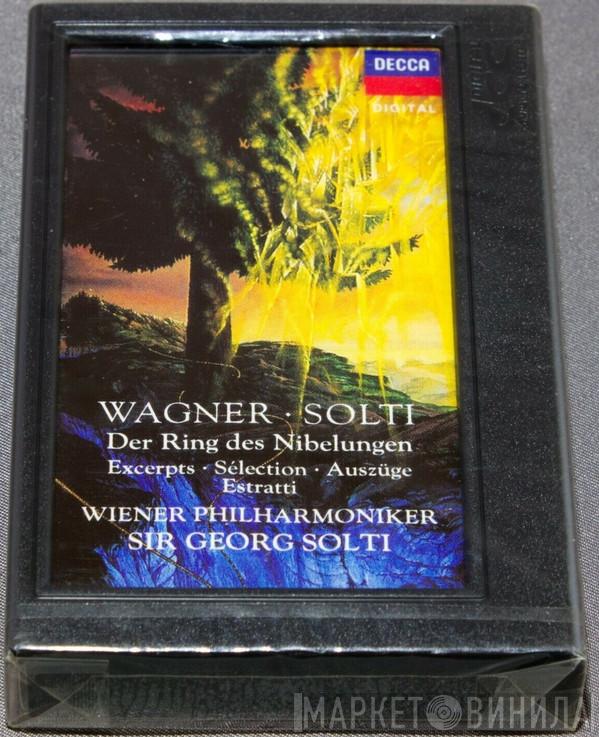 DECCA
DIGITAL
WAGNER · SOLTI
Der Ring des Nibelungen
Excerpts · Sélection · Auszüge
Estratti
WIENER PHILHARMONIKER
SIR GEORG SOLTI
МАРКЕТ ВИНИЛА